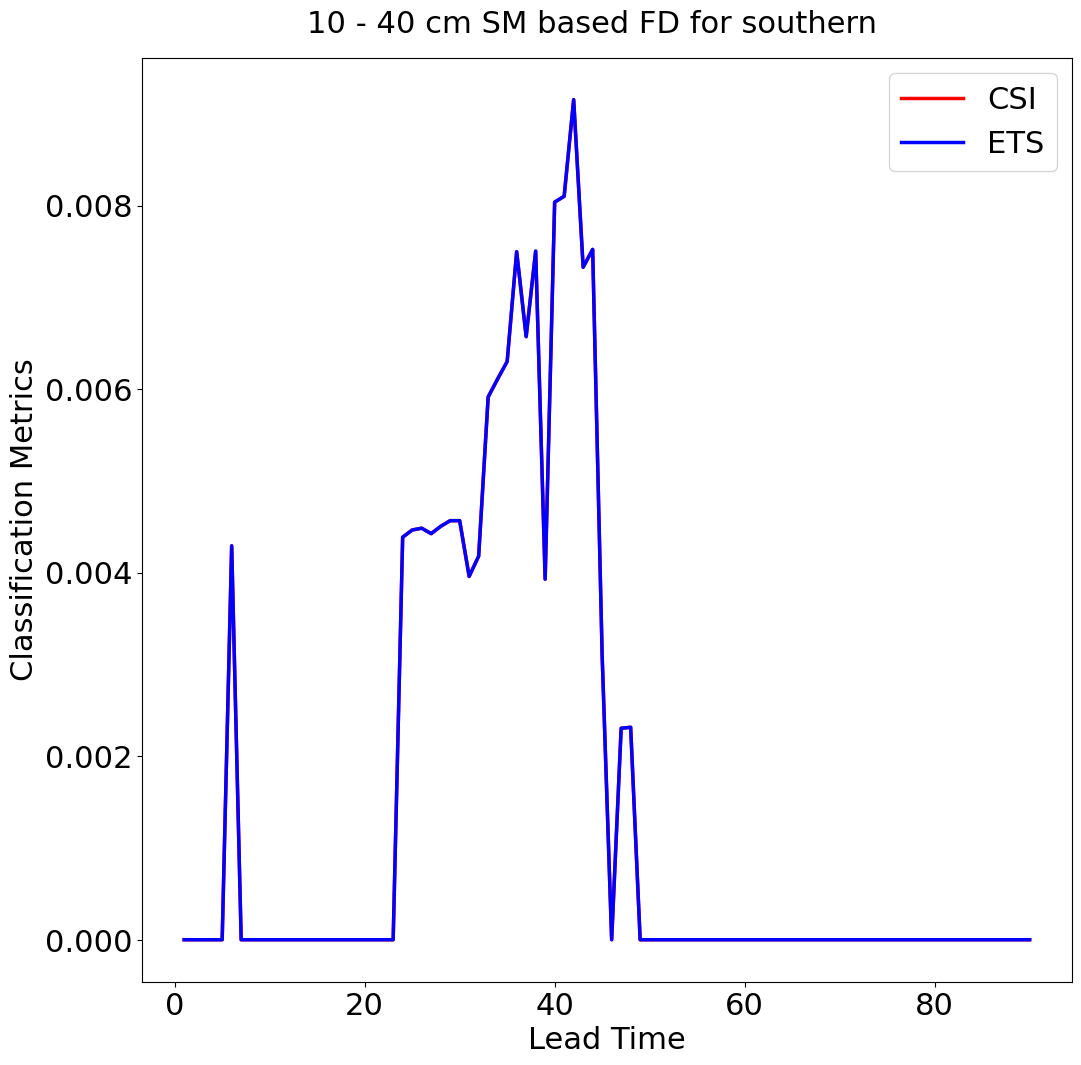 10 - 40 cm SM based FD for southern
CSI
ETS
Classification Metrics
0.008
0.006
0.004
0.002
0.000
0 20 40 60 80
Lead Time